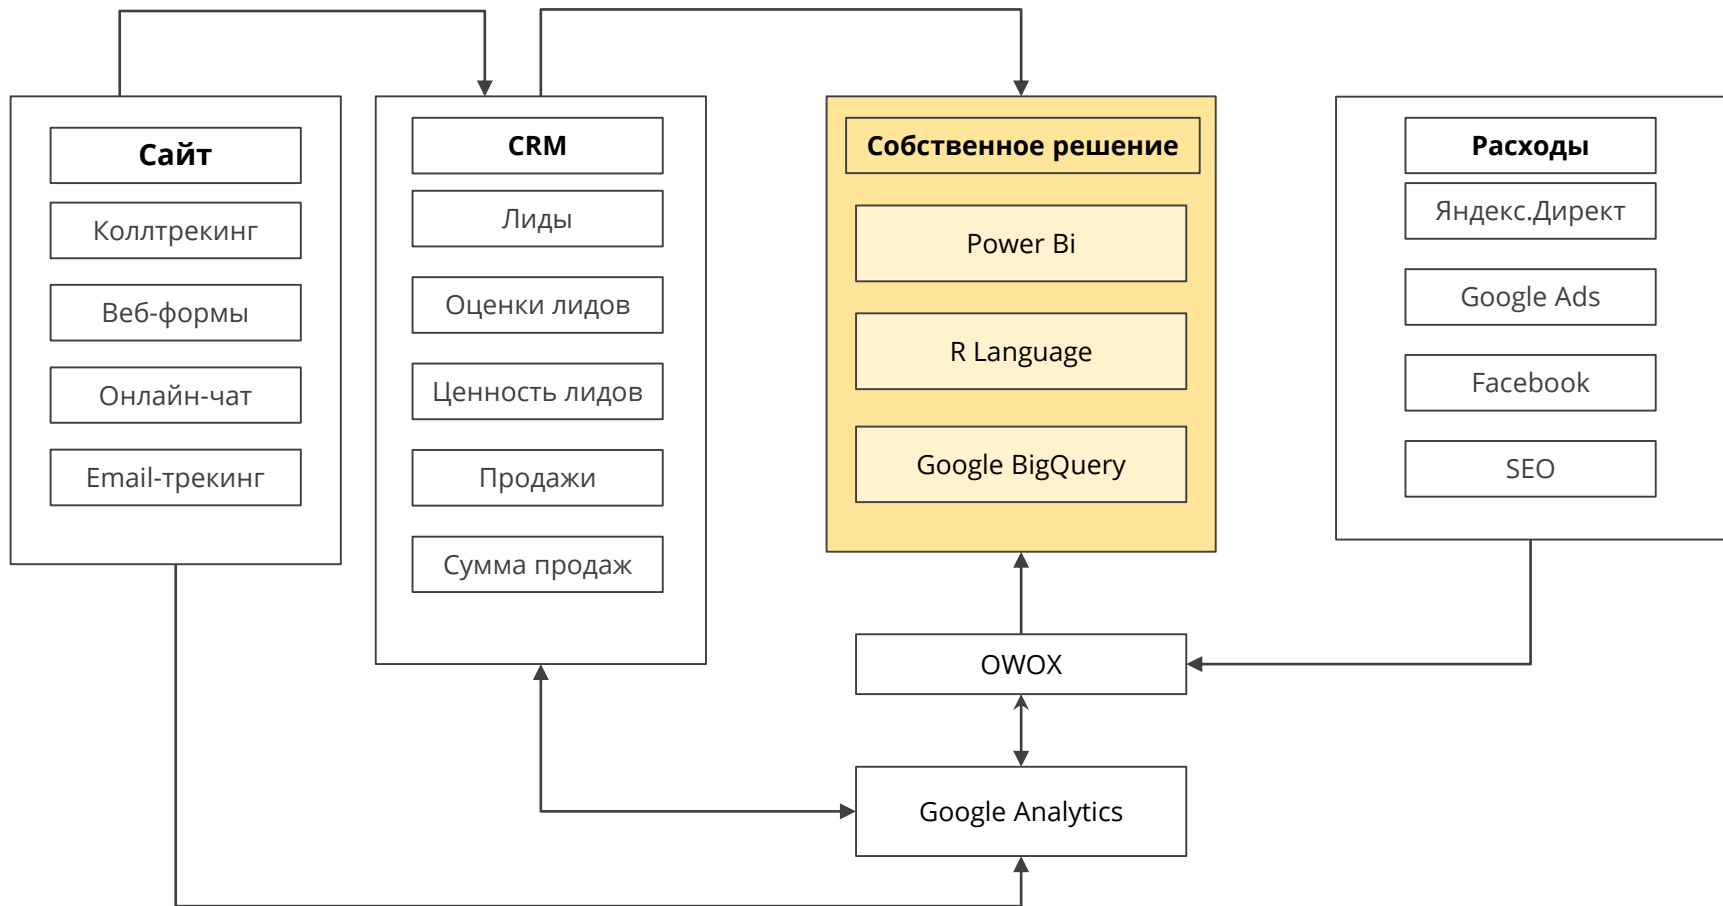 Сайт
Коллтрекинг
Веб-формы
Онлайн-чат
Email-трекинг
CRM
Лиды
Оценки лидов
Ценность лидов
Продажи
Сумма продаж
Собственное решение
Power Bi
R Language
Google BigQuery
OWOX
Google Analytics
Расходы
Яндекс.Директ
Google Ads
Facebook
SEO